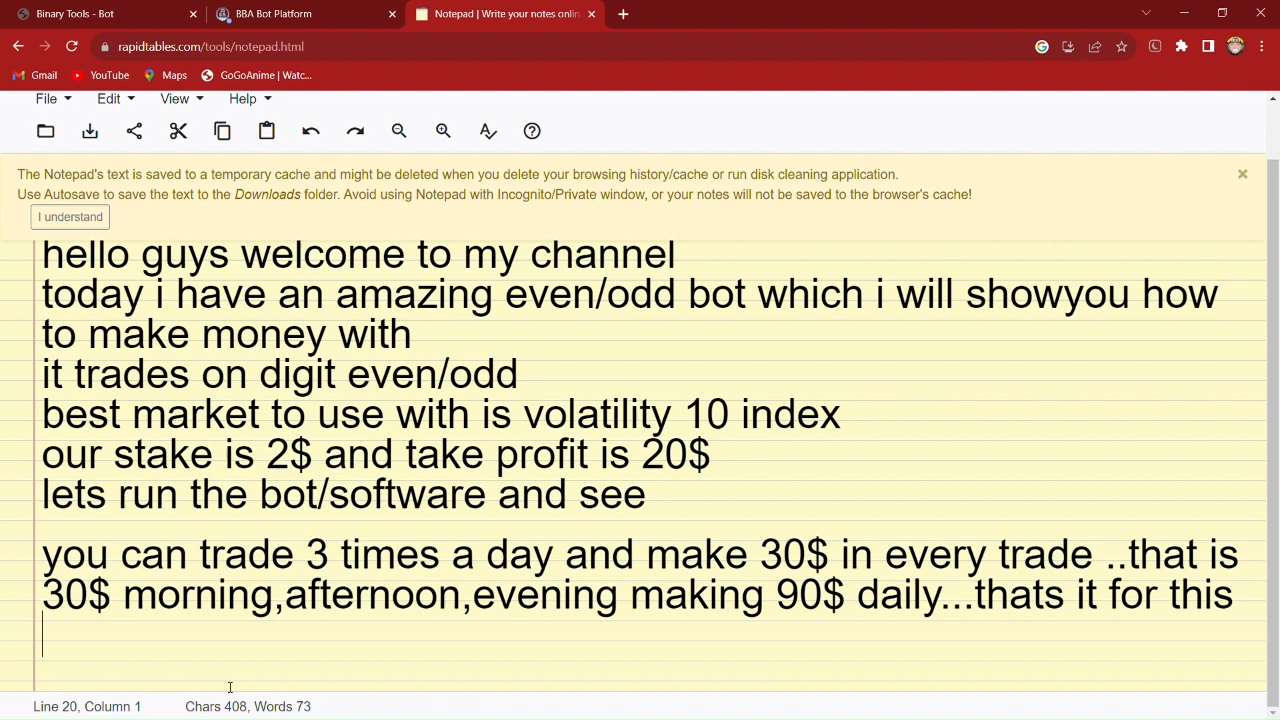 Binary Tools - Bot
BBA Bot Platform
Notepad | Write your notes onlin
rapidtables.com/tools/notepad.html
Gmail
YouTube
Maps
GoGoAnime | Watc...
File
Edit
View
Help
The Notepad's text is saved to a temporary cache and might be deleted when you delete your browsing history/cache or run disk cleaning application.
Use Autosave to save the text to the Downloads folder. Avoid using Notepad with Incognito/Private window, or your notes will not be saved to the browser's cache!
I understand
hello guys welcome to my channel
today i have an amazing even/odd bot which i will showyou how
to make money with
it trades on digit even/odd
best market to use with is volatility 10 index
our stake is 2$ and take profit is 20$
lets run the bot/software and see
you can trade 3 times a day and make 30$ in every trade ..that is
30$ morning,afternoon,evening making 90$ daily...thats it for this
Line 20, Column 1
Chars 408, Words 73